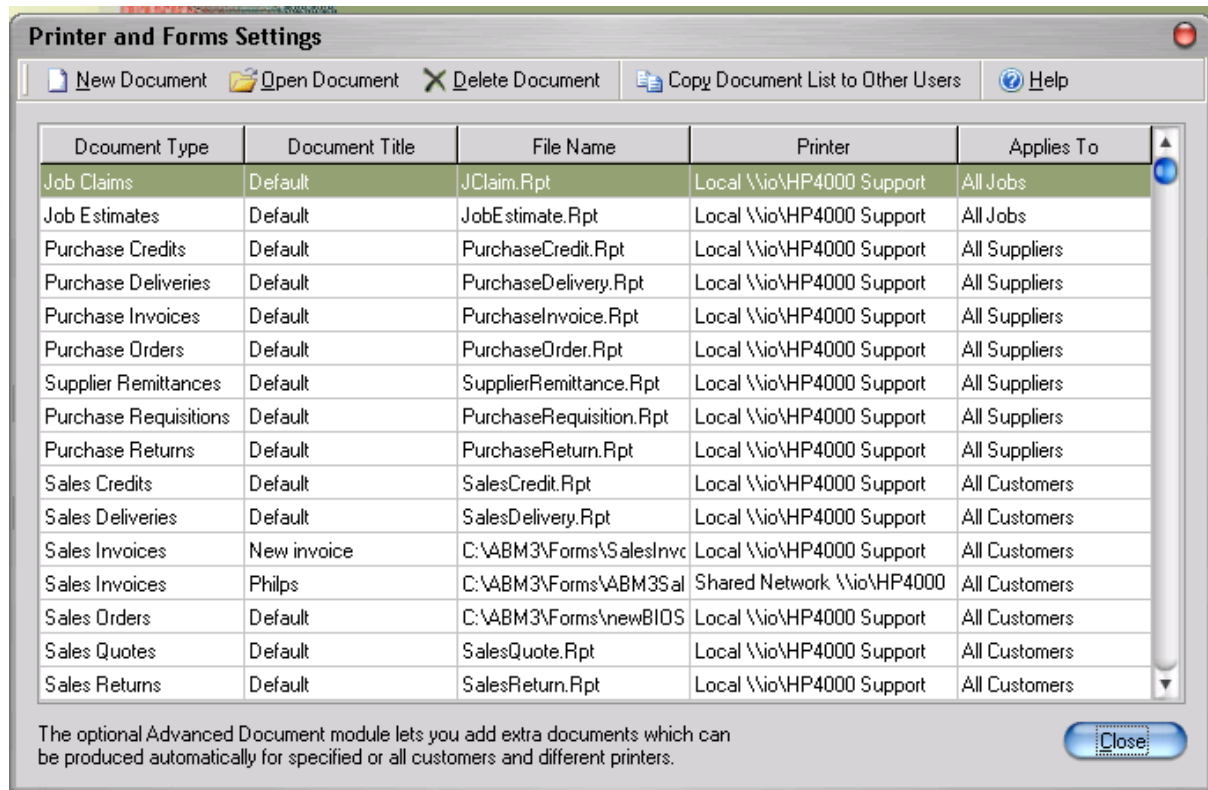 Printer and Forms Settings
New Document Open Document Delete Document Copy Document List to Other Users Help
Dcoument Type Document Title File Name Printer Applies To
Job Claims Default JClaim.Rpt Local \\io\HP4000 Support All Jobs
Job Estimates Default JobEstimate.Rpt Local \\io\HP4000 Support All Jobs
Purchase Credits Default PurchaseCredit.Rpt Local \\io\HP4000 Support All Suppliers
Purchase Deliveries Default PurchaseDelivery.Rpt Local \\io\HP4000 Support All Suppliers
Purchase Invoices Default PurchaseInvoice.Rpt Local \\io\HP4000 Support All Suppliers
Purchase Orders Default PurchaseOrder.Rpt Local \\io\HP4000 Support All Suppliers
Supplier Remittances Default SupplierRemittance.Rpt Local \\io\HP4000 Support All Suppliers
Purchase Requisitions Default PurchaseRequisition.Rpt Local \\io\HP4000 Support All Suppliers
Purchase Returns Default PurchaseReturn.Rpt Local \\io\HP4000 Support All Suppliers
Sales Credits Default SalesCredit.Rpt Local \\io\HP4000 Support All Customers
Sales Deliveries Default SalesDelivery.Rpt Local \\io\HP4000 Support All Customers
Sales Invoices New invoice C:\ABM3\Forms\SalesInvc Local \\io\HP4000 Support All Customers
Sales Invoices Philps C:\ABM3\Forms\ABM3Sal Shared Network \\io\HP4000 All Customers
Sales Orders Default C:\ABM3\Forms\newBIOS Local \\io\HP4000 Support All Customers
Sales Quotes Default SalesQuote.Rpt Local \\io\HP4000 Support All Customers
Sales Returns Default SalesReturn.Rpt Local \\io\HP4000 Support All Customers
The optional Advanced Document module lets you add extra documents which can
be produced automatically for specified or all customers and different printers.
Close